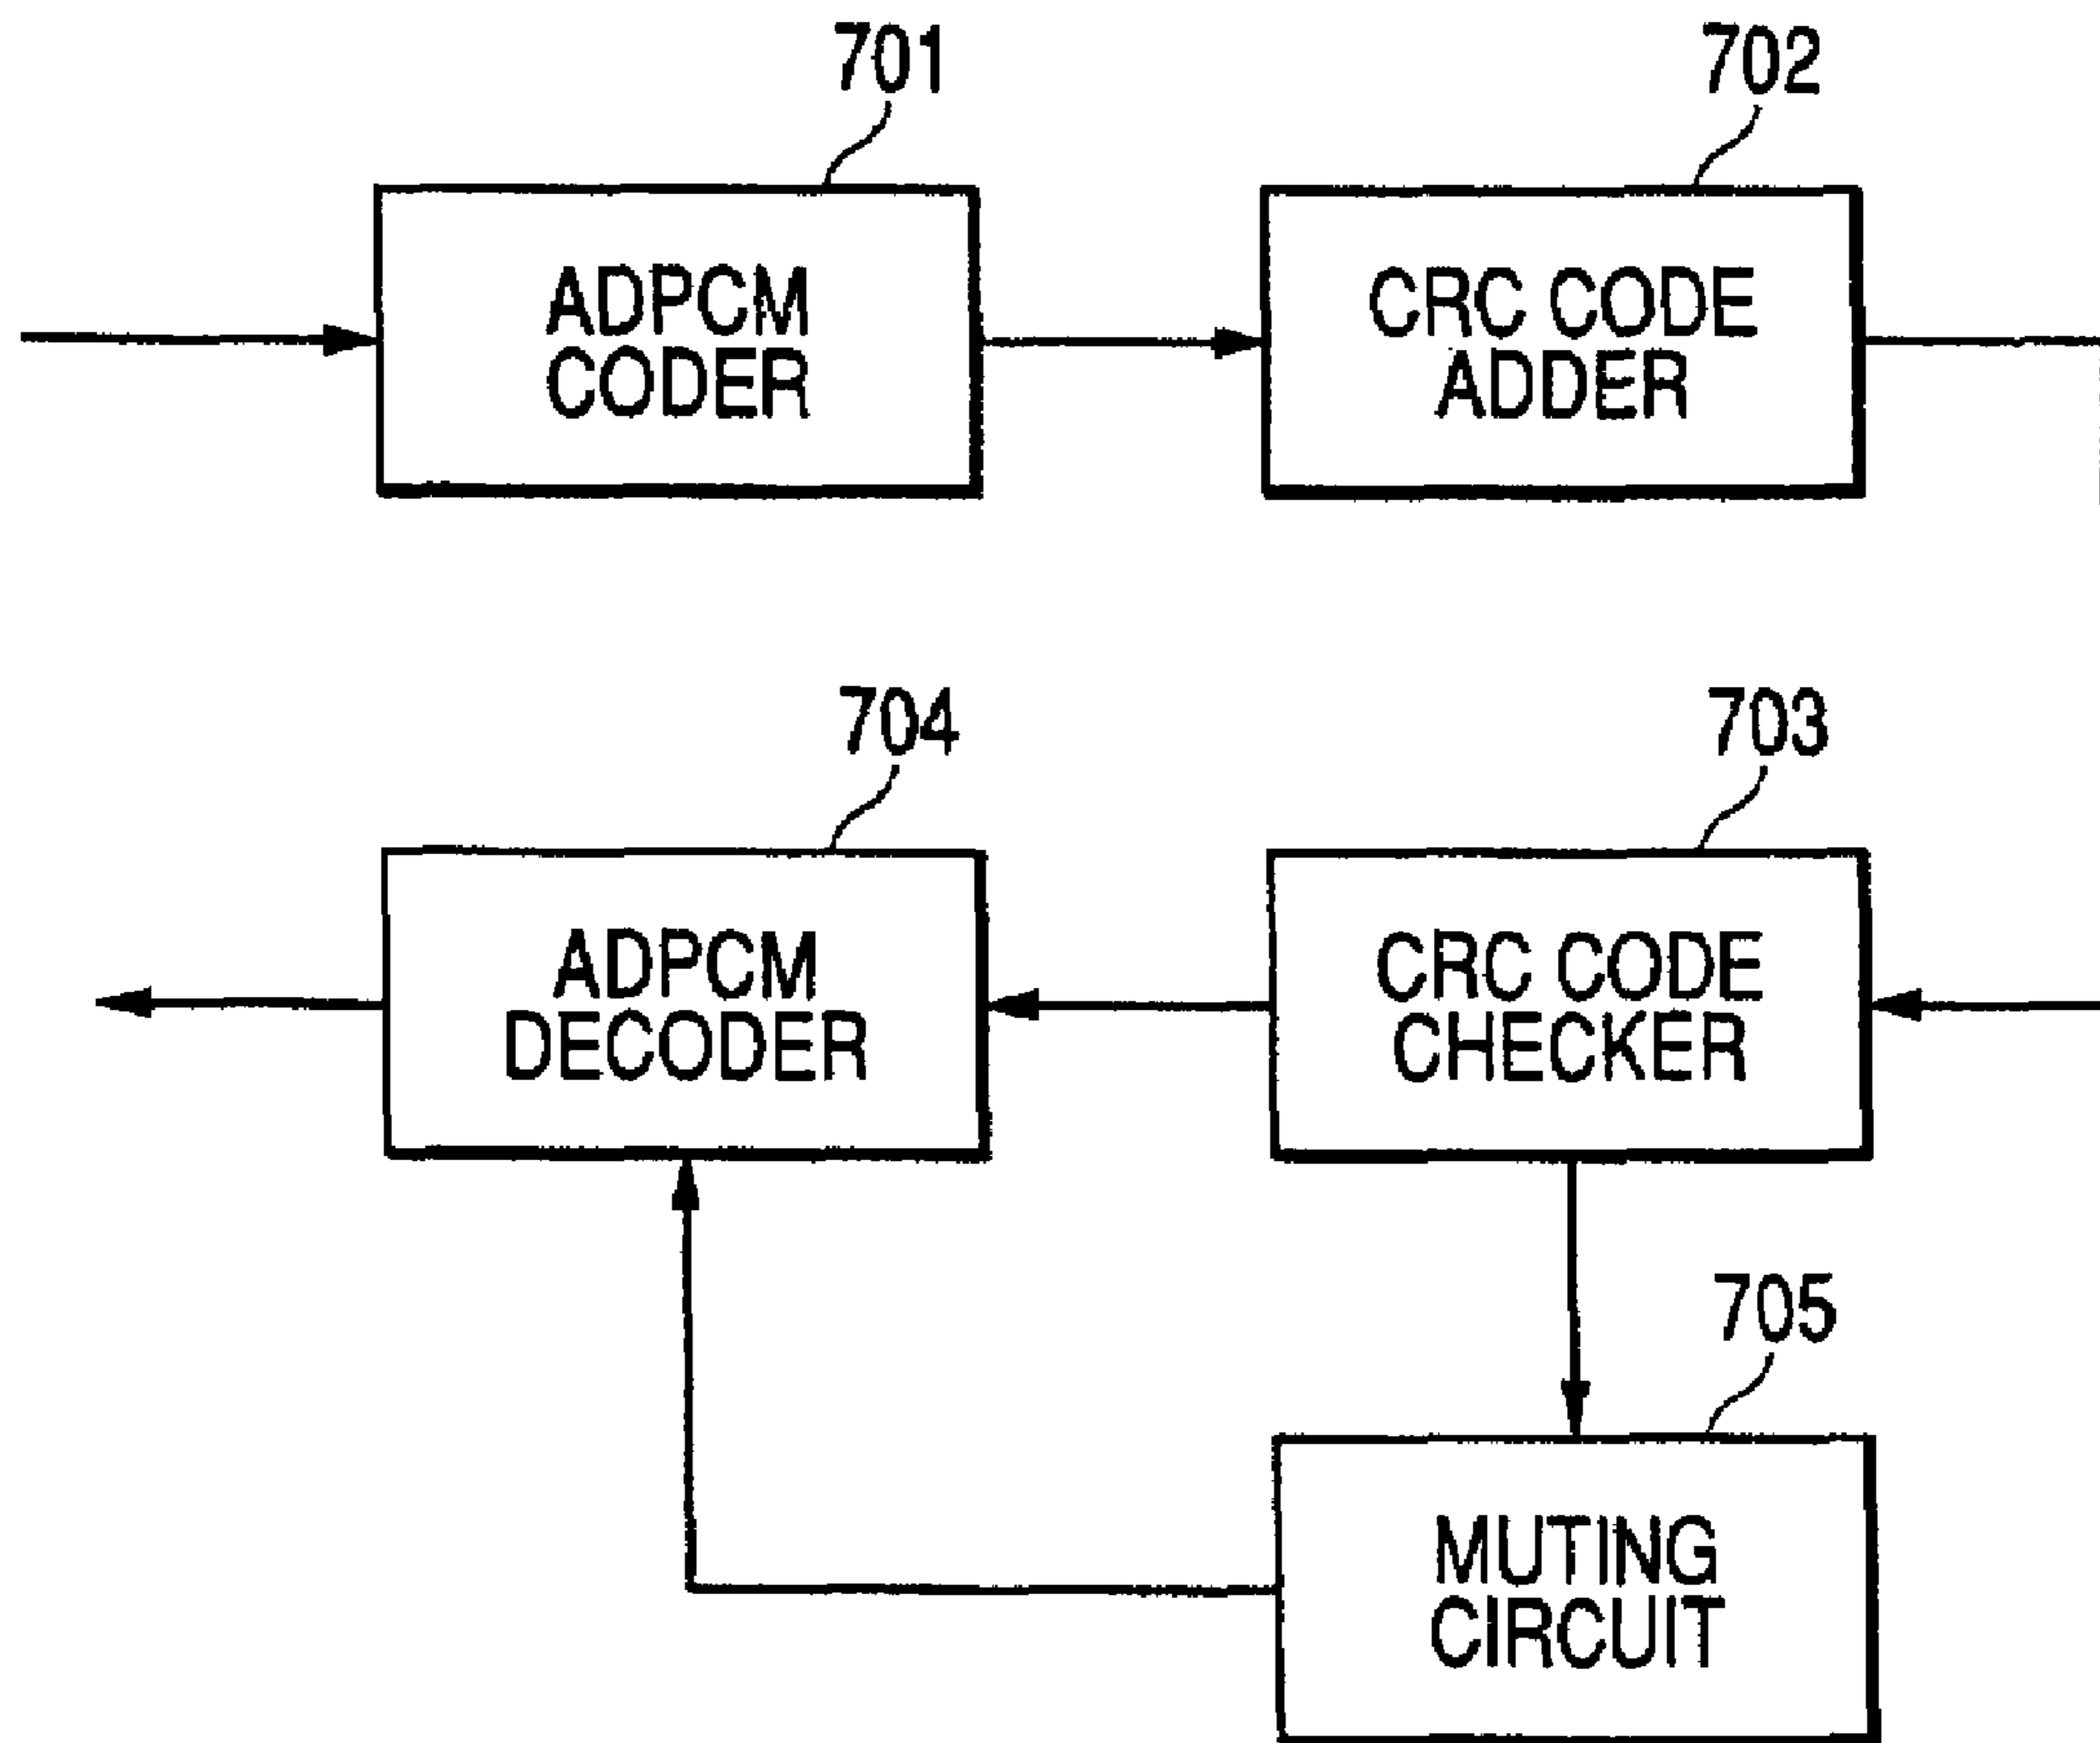 701
702
ADPCM
CODER
CRC CODE
ADDER
704
703
ADPCM
DECODER
CRC CODE
CHECKER
705
MUTING
CIRCUIT